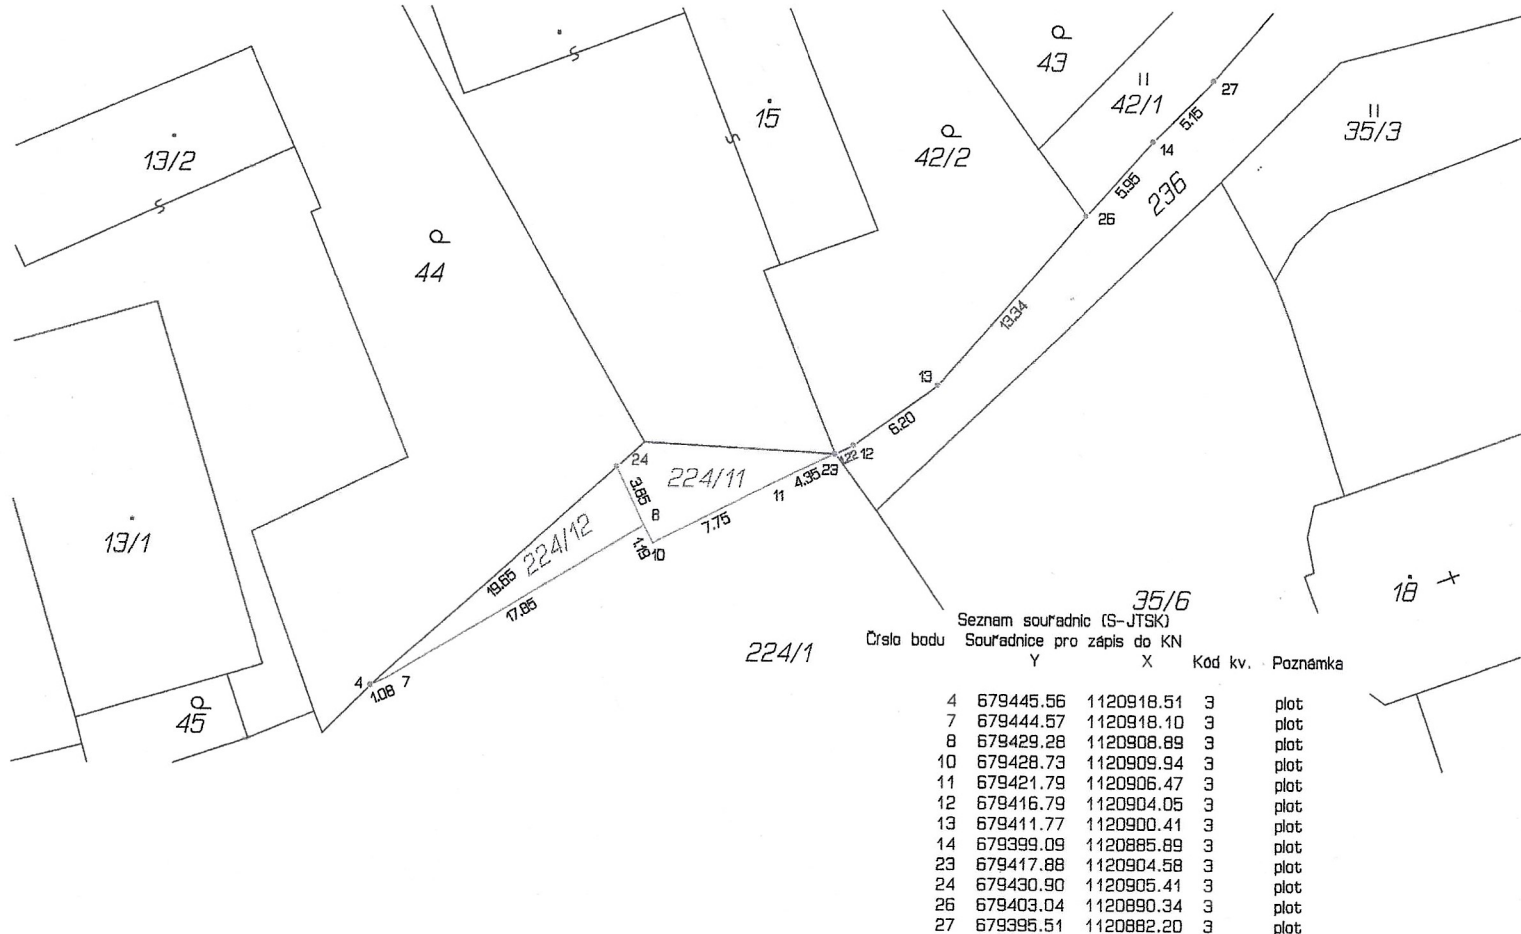 43
42/1
27
15
5.15
35/3
13/2
42/2
14
5.95
236
26
44
13.34
13
6.20
12
1.22
23
24
224/11
4.35
11
3.85
8
7.75
13/1
1.19
10
224/12
19.65
17.85
18
35/6
224/1
4
7
1.08
45
Seznam souřadnic (S-JTSK)
Číslo bodu Souřadnice pro zápis do KN
Y X Kód kv. Poznámka
4 679445.56 1120918.51 3 plot
7 679444.57 1120918.10 3 plot
8 679429.28 1120908.89 3 plot
10 679428.73 1120909.94 3 plot
11 679421.79 1120906.47 3 plot
12 679416.79 1120904.05 3 plot
13 679411.77 1120900.41 3 plot
14 679399.09 1120885.89 3 plot
23 679417.88 1120904.58 3 plot
24 679430.90 1120905.41 3 plot
26 679403.04 1120890.34 3 plot
27 679395.51 1120882.20 3 plot